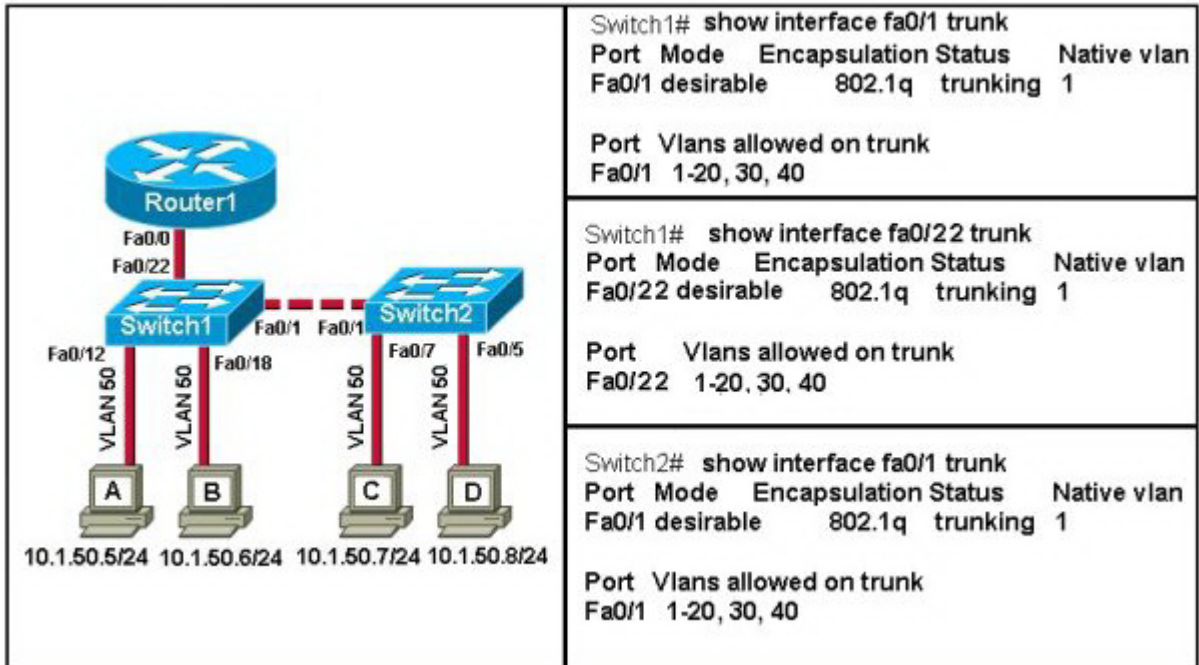 Router1
Fa0/0
Fa0/22
Switch1
Fa0/1
Fa0/1
Switch2
Fa0/12
Fa0/18
Fa0/7
Fa0/5
VLAN 50
VLAN 50
VLAN 50
VLAN 50
A
B
C
D
10.1.50.5/24
10.1.50.6/24
10.1.50.7/24
10.1.50.8/24
Switch1# show interface fa0/1 trunk
Port Mode Encapsulation Status Native vlan
Fa0/1 desirable 802.1q trunking 1
Port Vlans allowed on trunk
Fa0/1 1-20, 30, 40
Switch1# show interface fa0/22 trunk
Port Mode Encapsulation Status Native vlan
Fa0/22 desirable 802.1q trunking 1
Port Vlans allowed on trunk
Fa0/22 1-20, 30, 40
Switch2# show interface fa0/1 trunk
Port Mode Encapsulation Status Native vlan
Fa0/1 desirable 802.1q trunking 1
Port Vlans allowed on trunk
Fa0/1 1-20, 30, 40